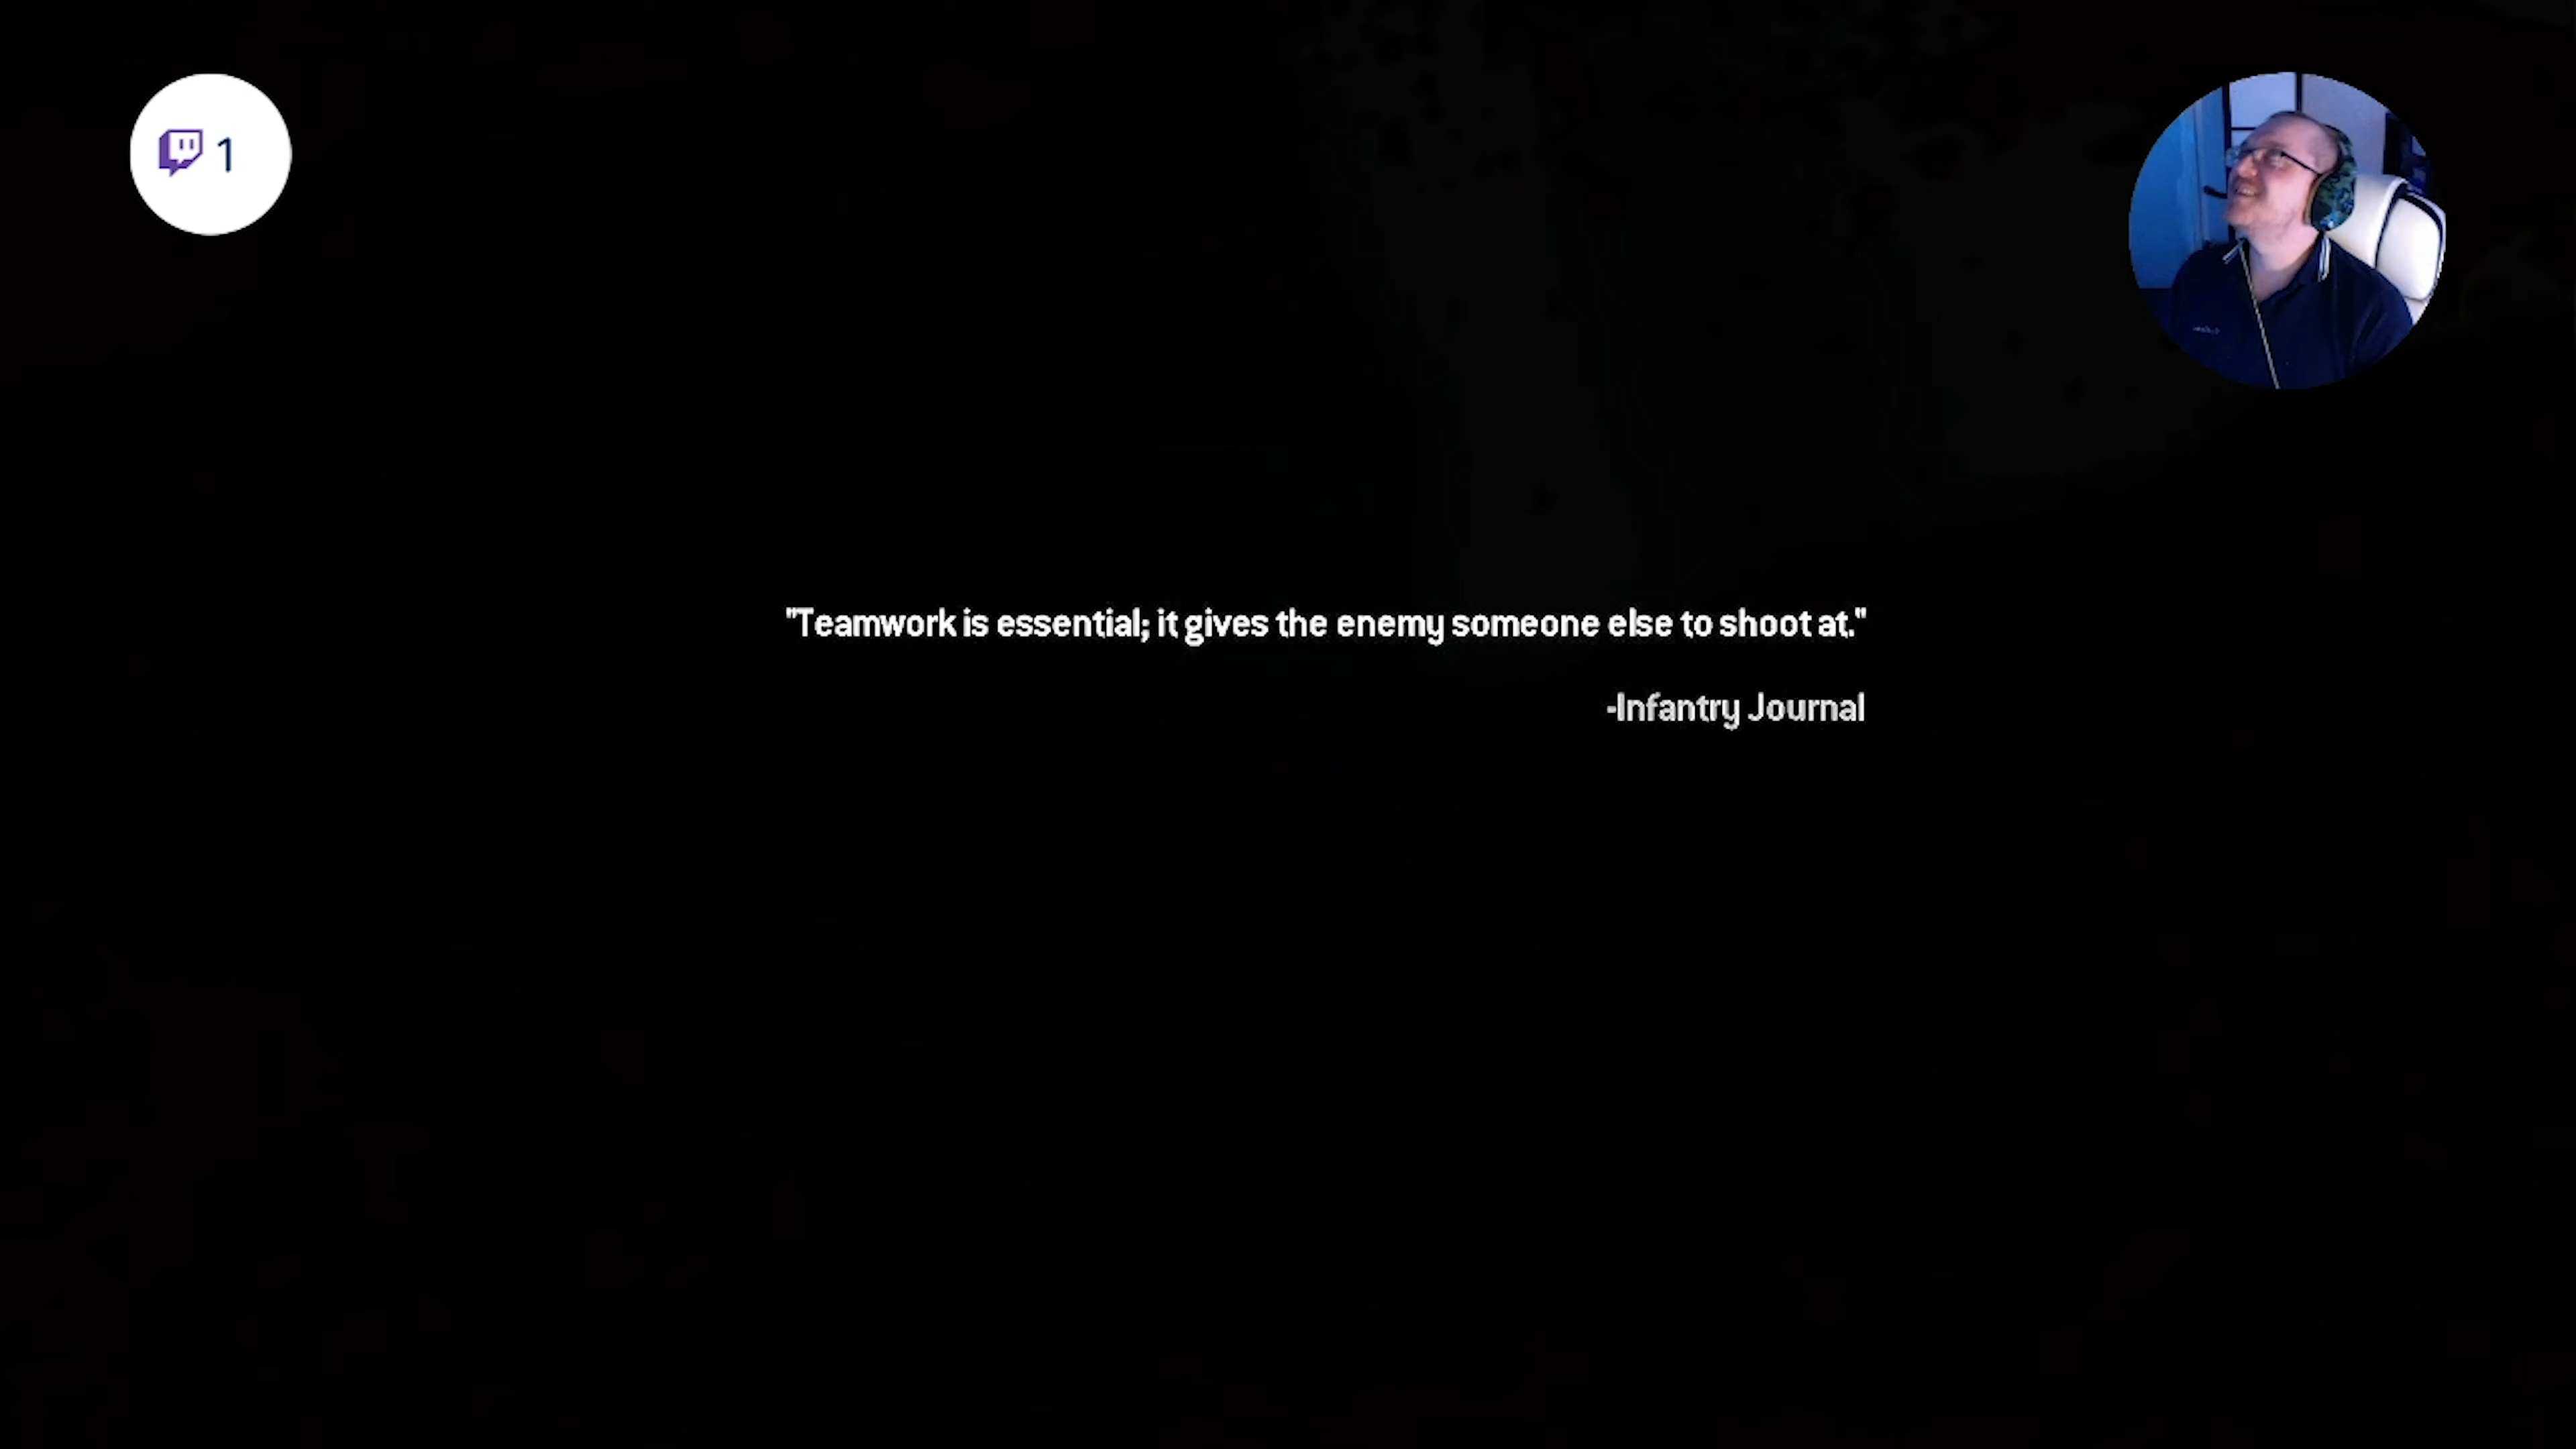 1
"Teamwork is essential; it gives the enemy someone else to shoot at."
-Infantry Journal